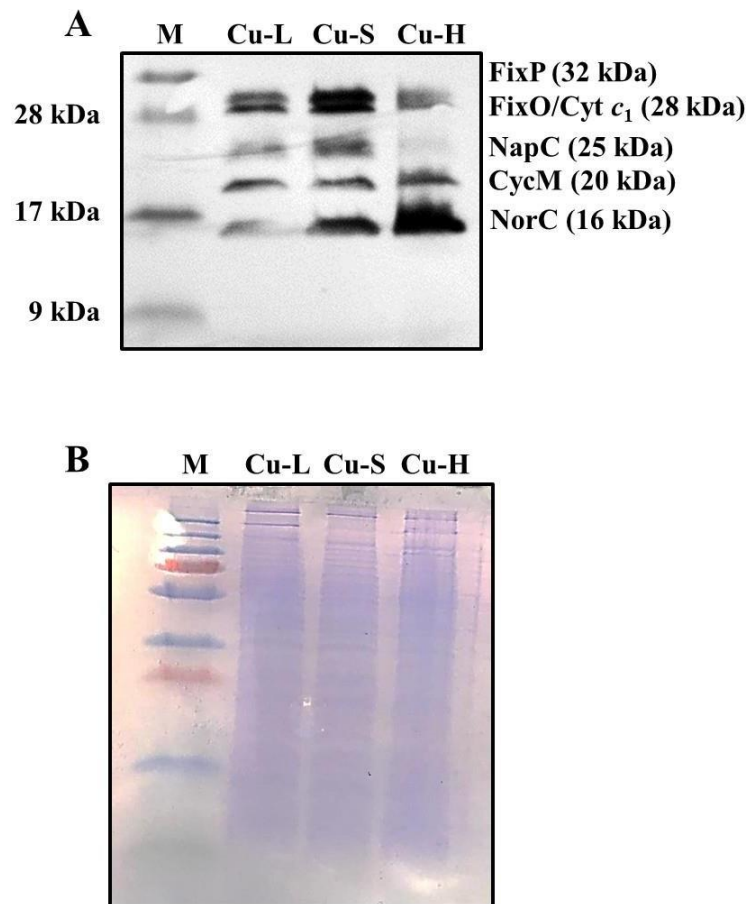 A
M Cu-L Cu-S Cu-H
FixP (32 kDa)
28 kDa
FixO/Cyt c₁ (28 kDa)
NapC (25 kDa)
CycM (20 kDa)
17 kDa
NorC (16 kDa)
9 kDa
B
M Cu-L Cu-S Cu-H